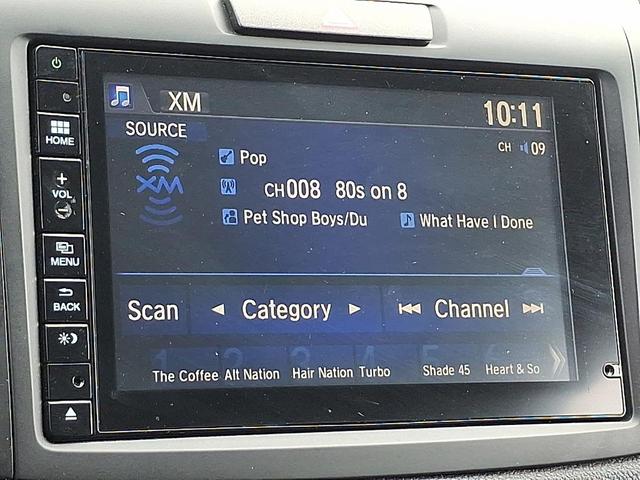 XM
10:11
SOURCE
CH 09
Pop
XM
CH008 80s on 8
Pet Shop Boys/Du What Have I Done
Scan ◄ Category ► Channel
1 2 3 4 5 6
The Coffee Alt Nation Hair Nation Turbo Shade 45 Heart & So
HOME
+
VOL
-
MENU
BACK